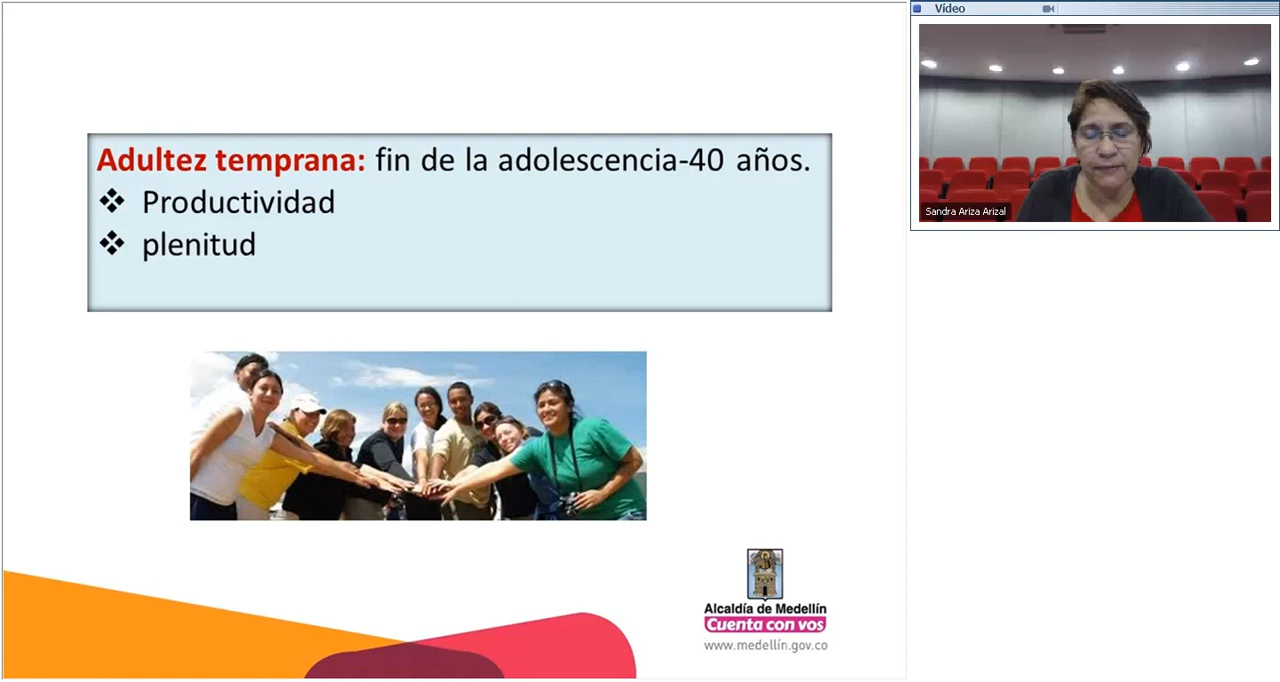 Adultez temprana: fin de la adolescencia-40 años.
❖ Productividad
❖ plenitud
Alcaldía de Medellín
Cuenta con vos
www.medellín.gov.co
Vídeo
Sandra Ariza Arizal